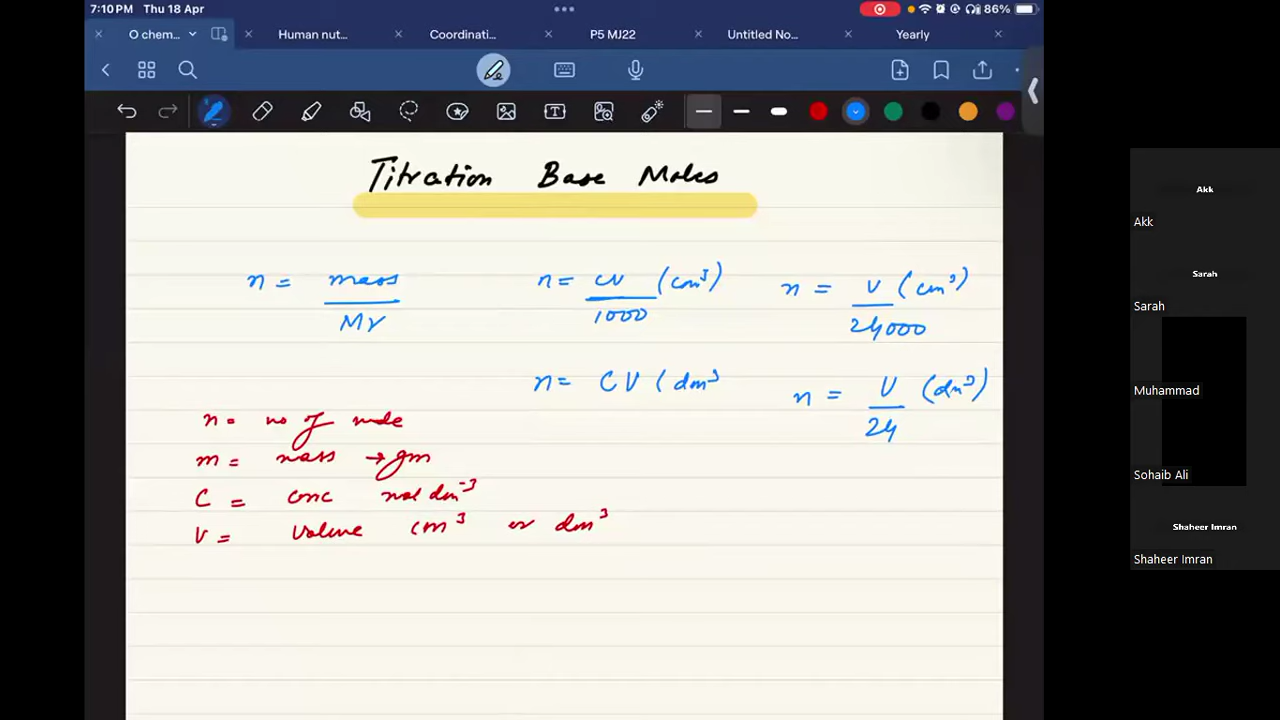 7:10 PM Thu 18 Apr
86%
O chem...
Human nut...
Coordinati...
P5 MJ22
Untitled No...
Yearly
Titration Base Moles
n = mass / Mr
n = CV (cm³) / 1000
n = V (cm³) / 24000
n = CV (dm³
n = V (dm³) / 24
n = no of mole
m = mass → gm
C = conc mol dm⁻³
V = Volume cm³ or dm³
Akk
Akk
Sarah
Sarah
Muhammad
Sohaib Ali
Shaheer Imran
Shaheer Imran